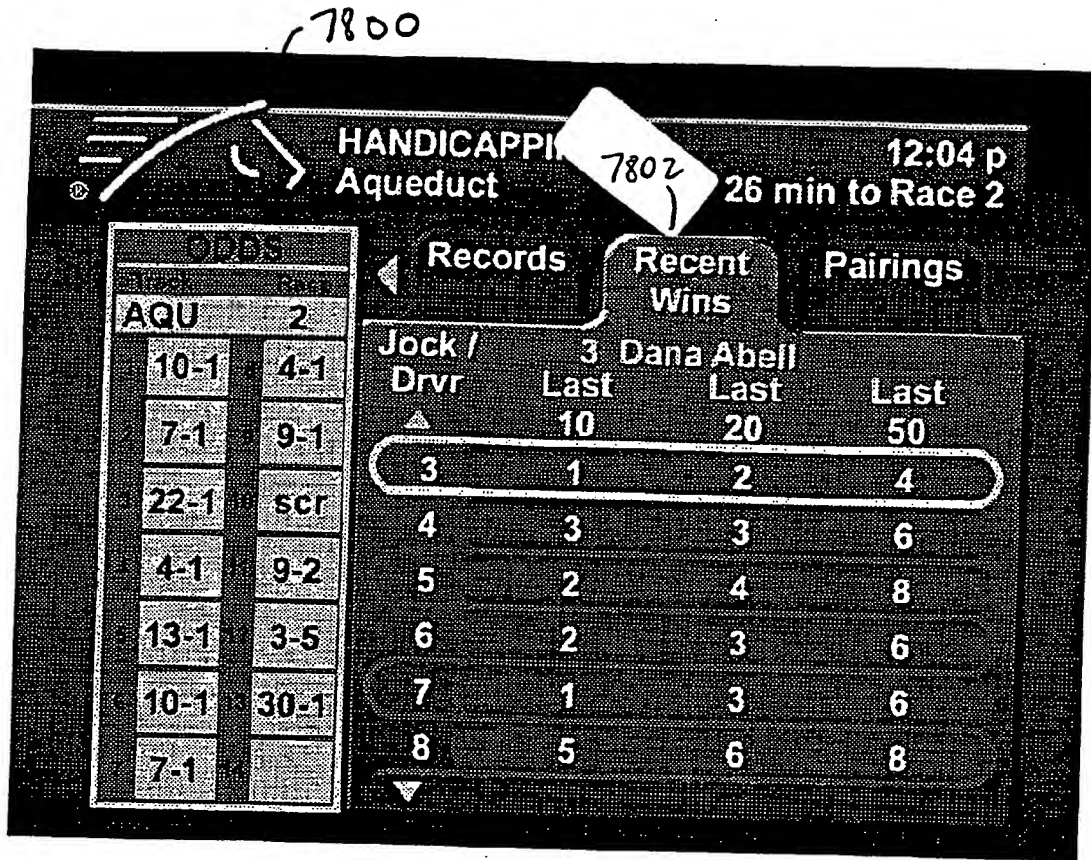 7800
HANDICAPPI
Aqueduct
7802
12:04 p
26 min to Race 2
®
ODDS
Track Race
AQU 2
10-1 4-1
7-1 9-1
22-1 10 scr
4-1 9-2
13-1 3-5
10-1 13 30-1
7-1
Records
Recent
Wins
Pairings
Jock /
Drvr
3 Dana Abell
Last Last Last
10 20 50
3 1 2 4
4 3 3 6
5 2 4 8
6 2 3 6
7 1 3 6
8 5 6 8